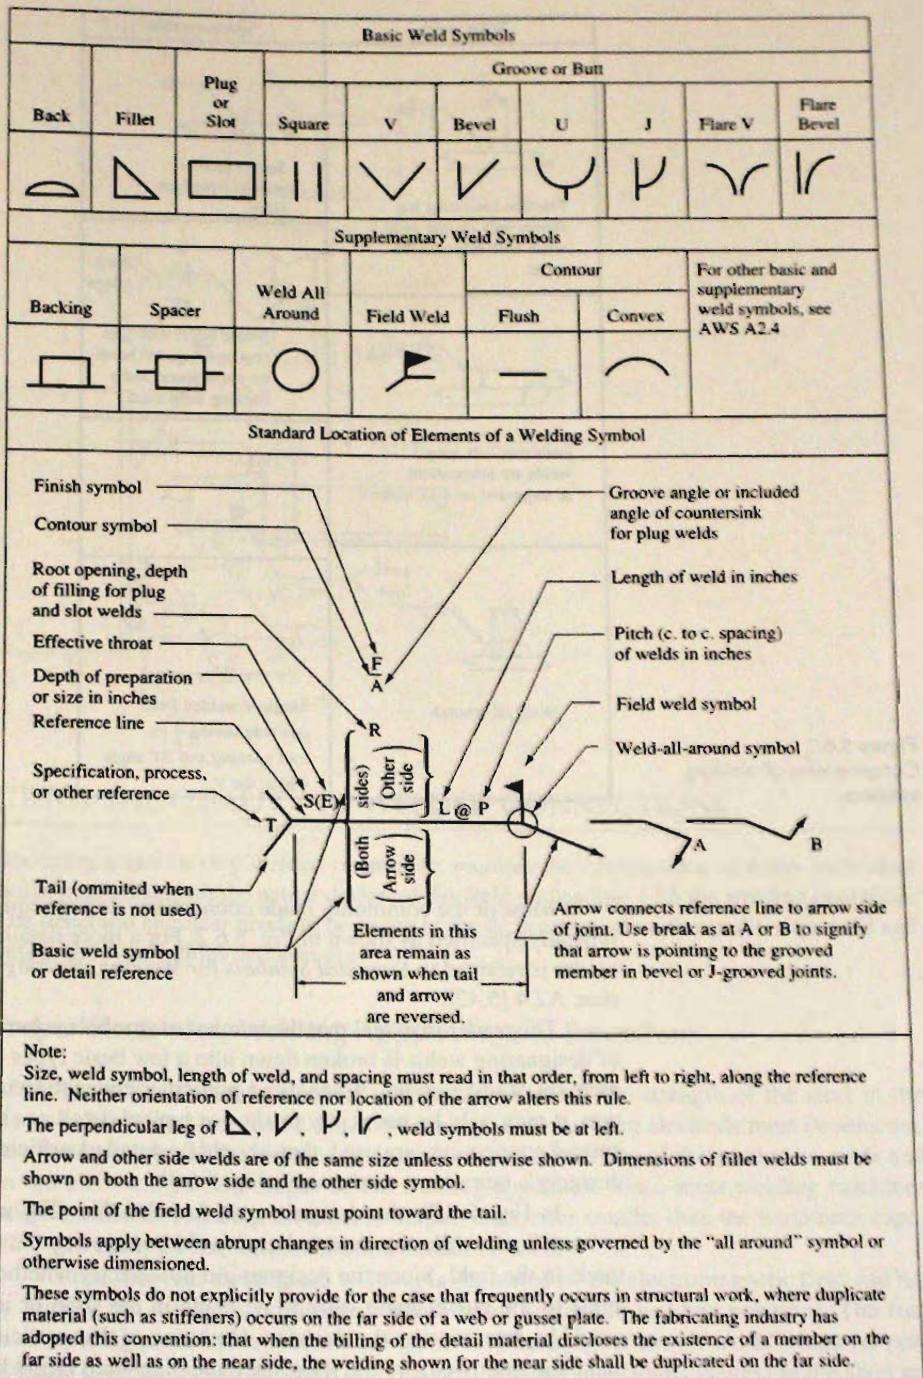 Basic Weld Symbols
Groove or Butt
Back
Fillet
Plug
or
Slot
Square
V
Bevel
U
J
Flare V
Flare
Bevel
Supplementary Weld Symbols
Backing
Spacer
Weld All
Around
Field Weld
Contour
Flush
Convex
For other basic and
supplementary
weld symbols, see
AWS A2.4
Standard Location of Elements of a Welding Symbol
Finish symbol
Contour symbol
Root opening, depth
of filling for plug
and slot welds
Effective throat
Depth of preparation
or size in inches
Reference line
Specification, process,
or other reference
Tail (ommited when
reference is not used)
Basic weld symbol
or detail reference
F
A
R
S(E)
T
(Both
sides)
(Other
side)
(Arrow
side)
L @ P
Groove angle or included
angle of countersink
for plug welds
Length of weld in inches
Pitch (c. to c. spacing)
of welds in inches
Field weld symbol
Weld-all-around symbol
A
B
Elements in this
area remain as
shown when tail
and arrow
are reversed.
Arrow connects reference line to arrow side
of joint. Use break as at A or B to signify
that arrow is pointing to the grooved
member in bevel or J-grooved joints.
Note:
Size, weld symbol, length of weld, and spacing must read in that order, from left to right, along the reference
line. Neither orientation of reference nor location of the arrow alters this rule.
The perpendicular leg of , , , , weld symbols must be at left.
Arrow and other side welds are of the same size unless otherwise shown. Dimensions of fillet welds must be
shown on both the arrow side and the other side symbol.
The point of the field weld symbol must point toward the tail.
Symbols apply between abrupt changes in direction of welding unless governed by the "all around" symbol or
otherwise dimensioned.
These symbols do not explicitly provide for the case that frequently occurs in structural work, where duplicate
material (such as stiffeners) occurs on the far side of a web or gusset plate. The fabricating industry has
adopted this convention: that when the billing of the detail material discloses the existence of a member on the
far side as well as on the near side, the welding shown for the near side shall be duplicated on the far side.